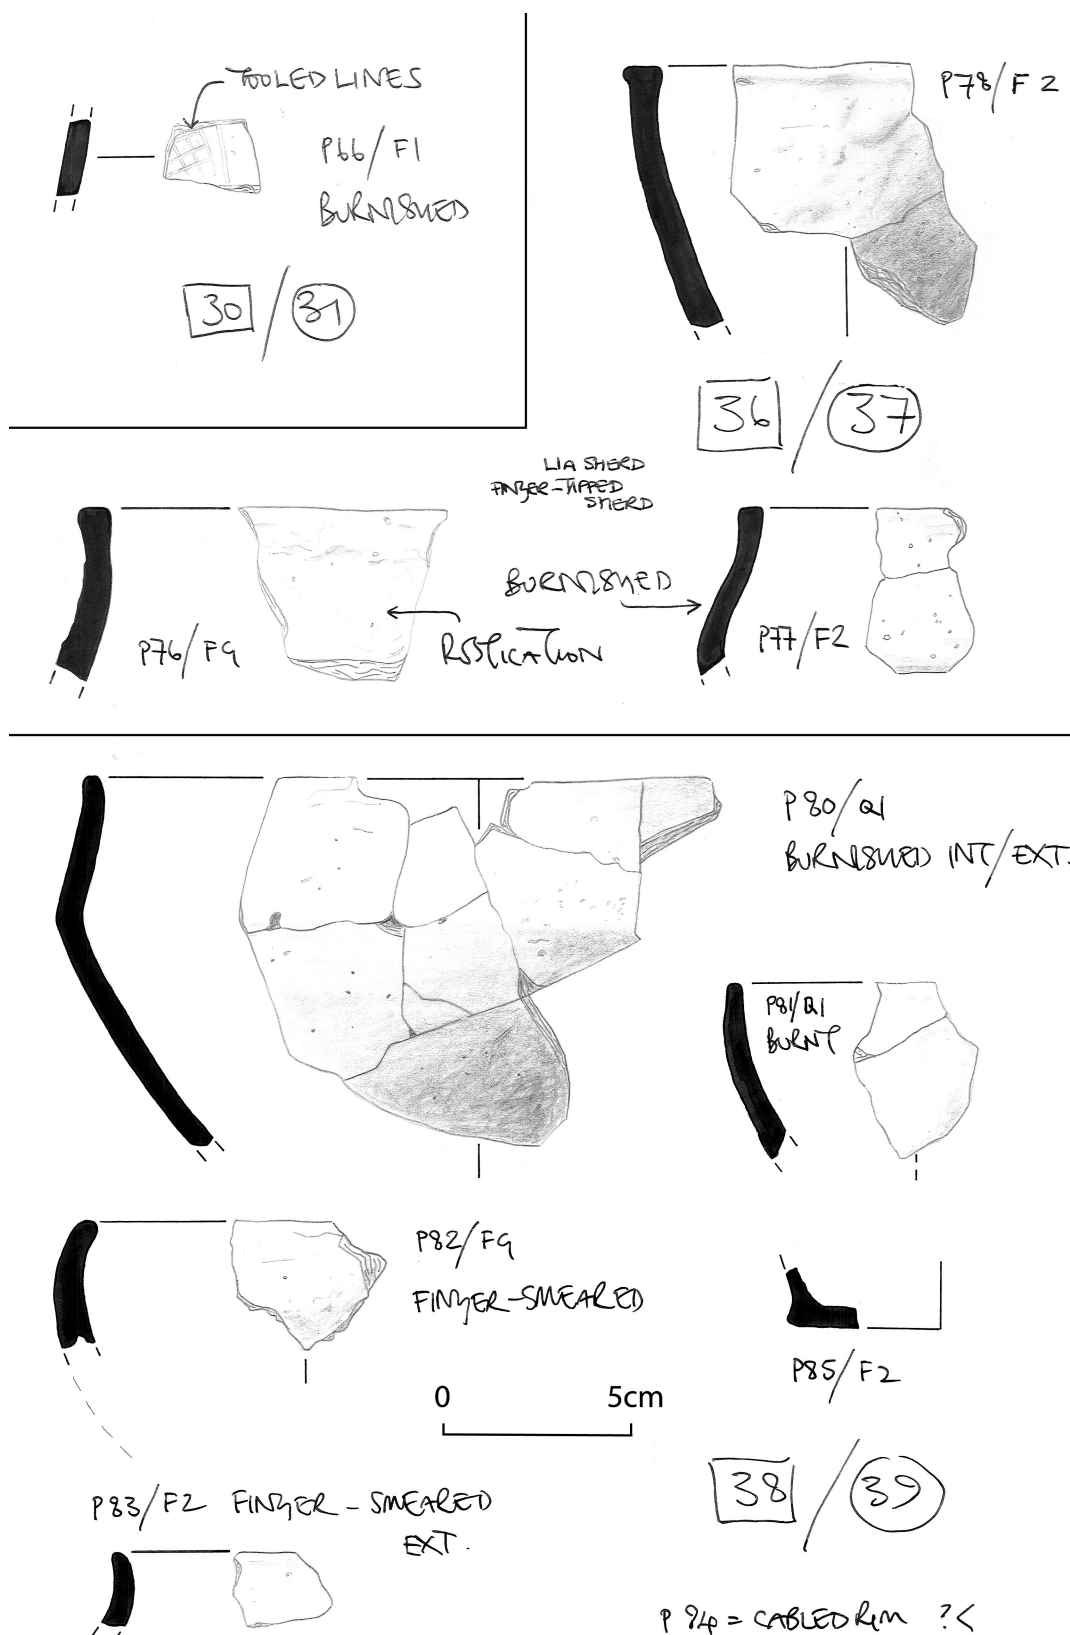 TOOLED LINES
P66/F1
BURNISHED
30/31
P78/F2
36/37
LIA SHERD
FINGER-TIPPED
SHERD
BURNISHED
P76/F9
RUSTICATION
P77/F2
P80/Q1
BURNISHED INT/EXT.
P81/Q1
BURNT
P82/F9
FINGER-SMEARED
P85/F2
0 5cm
38/39
P83/F2 FINGER-SMEARED
EXT.
P84 = CABLED RIM ?<